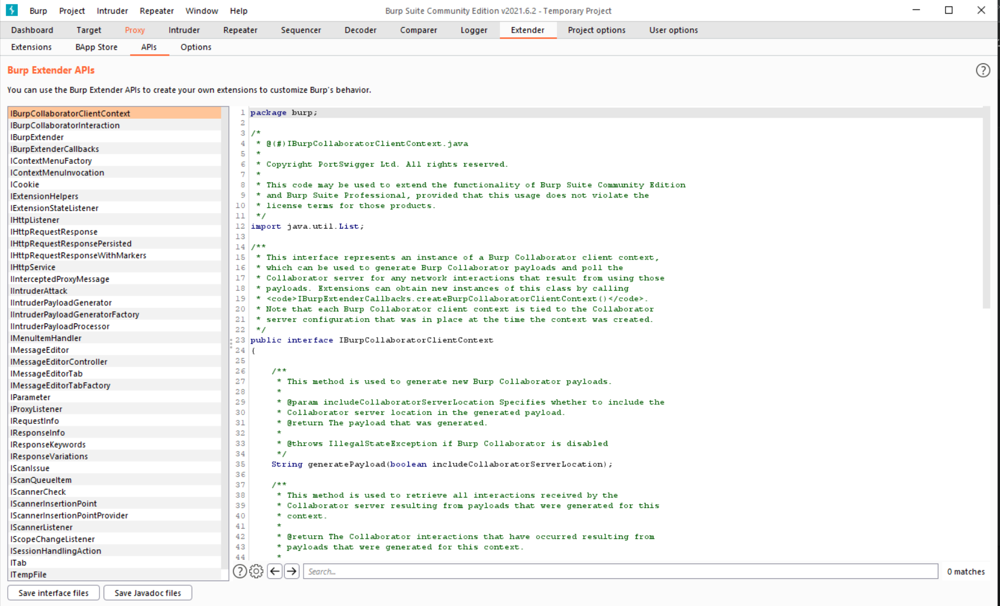 Burp Project Intruder Repeater Window Help
Burp Suite Community Edition v2021.6.2 - Temporary Project
Dashboard Target Proxy Intruder Repeater Sequencer Decoder Comparer Logger Extender Project options User options
Extensions BApp Store APIs Options
Burp Extender APIs
You can use the Burp Extender APIs to create your own extensions to customize Burp's behavior.
IBurpCollaboratorClientContext
IBurpCollaboratorInteraction
IBurpExtender
IBurpExtenderCallbacks
IContextMenuFactory
IContextMenuInvocation
ICookie
IExtensionHelpers
IExtensionStateListener
IHttpListener
IHttpRequestResponse
IHttpRequestResponsePersisted
IHttpRequestResponseWithMarkers
IHttpService
IInterceptedProxyMessage
IIntruderAttack
IIntruderPayloadGenerator
IIntruderPayloadGeneratorFactory
IIntruderPayloadProcessor
IMenuItemHandler
IMessageEditor
IMessageEditorController
IMessageEditorTab
IMessageEditorTabFactory
IParameter
IProxyListener
IRequestInfo
IResponseInfo
IResponseKeywords
IResponseVariations
IScanIssue
IScanQueueItem
IScannerCheck
IScannerInsertionPoint
IScannerInsertionPointProvider
IScannerListener
IScopeChangeListener
ISessionHandlingAction
ITab
ITempFile
1 package burp;
2
3 /*
4 * @(#)IBurpCollaboratorClientContext.java
5 *
6 * Copyright PortSwigger Ltd. All rights reserved.
7 *
8 * This code may be used to extend the functionality of Burp Suite Community Edition
9 * and Burp Suite Professional, provided that this usage does not violate the
10 * license terms for those products.
11 */
12 import java.util.List;
13
14 /**
15 * This interface represents an instance of a Burp Collaborator client context,
16 * which can be used to generate Burp Collaborator payloads and poll the
17 * Collaborator server for any network interactions that result from using those
18 * payloads. Extensions can obtain new instances of this class by calling
19 * <code>IBurpExtenderCallbacks.createBurpCollaboratorClientContext()</code>.
20 * Note that each Burp Collaborator client context is tied to the Collaborator
21 * server configuration that was in place at the time the context was created.
22 */
23 public interface IBurpCollaboratorClientContext
24 {
25
26 /**
27 * This method is used to generate new Burp Collaborator payloads.
28 *
29 * @param includeCollaboratorServerLocation Specifies whether to include the
30 * Collaborator server location in the generated payload.
31 * @return The payload that was generated.
32 *
33 * @throws IllegalStateException if Burp Collaborator is disabled
34 */
35 String generatePayload(boolean includeCollaboratorServerLocation);
36
37 /**
38 * This method is used to retrieve all interactions received by the
39 * Collaborator server resulting from payloads that were generated for this
40 * context.
41 *
42 * @return The Collaborator interactions that have occurred resulting from
43 * payloads that were generated for this context.
44 *
Search...
0 matches
Save interface files
Save Javadoc files